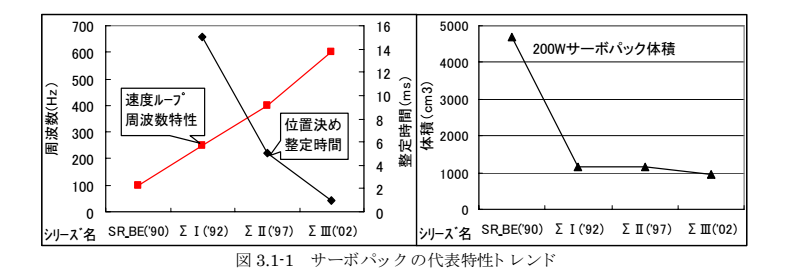 700
600
500
400
300
200
100
0
周波数(Hz)
16
14
12
10
8
6
4
2
0
整定時間(ms)
速度ループ
周波数特性
位置決め
整定時間
シリーズ名 SR_BE('90) Σ I ('92) Σ II ('97) Σ III('02)
5000
4000
3000
2000
1000
0
体積(cm3)
200Wサーボパック体積
シリーズ名 SR_BE('90) Σ I ('92) Σ II ('97) Σ III('02)
図 3.1-1 サーボパックの代表特性トレンド